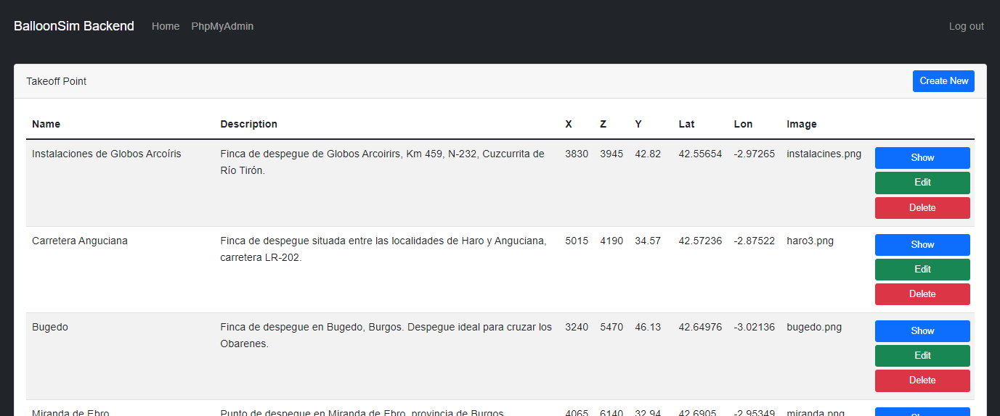 BalloonSim Backend Home PhpMyAdmin Log out
Takeoff Point Create New
Name Description X Z Y Lat Lon Image
Instalaciones de Globos Arcoíris Finca de despegue de Globos Arcoirirs, Km 459, N-232, Cuzcurrita de 3830 3945 42.82 42.55654 -2.97265 instalacines.png Show
Río Tirón.
Edit
Delete
Carretera Anguciana Finca de despegue situada entre las localidades de Haro y Anguciana, 5015 4190 34.57 42.57236 -2.87522 haro3.png Show
carretera LR-202.
Edit
Delete
Bugedo Finca de despegue en Bugedo, Burgos. Despegue ideal para cruzar los 3240 5470 46.13 42.64976 -3.02136 bugedo.png Show
Obarenes.
Edit
Delete
Miranda de Ebro Punto de despegue en Miranda de Ebro, provincia de Burgos 4065 6140 32.94 42.6905 -2.95349 miranda.png Show